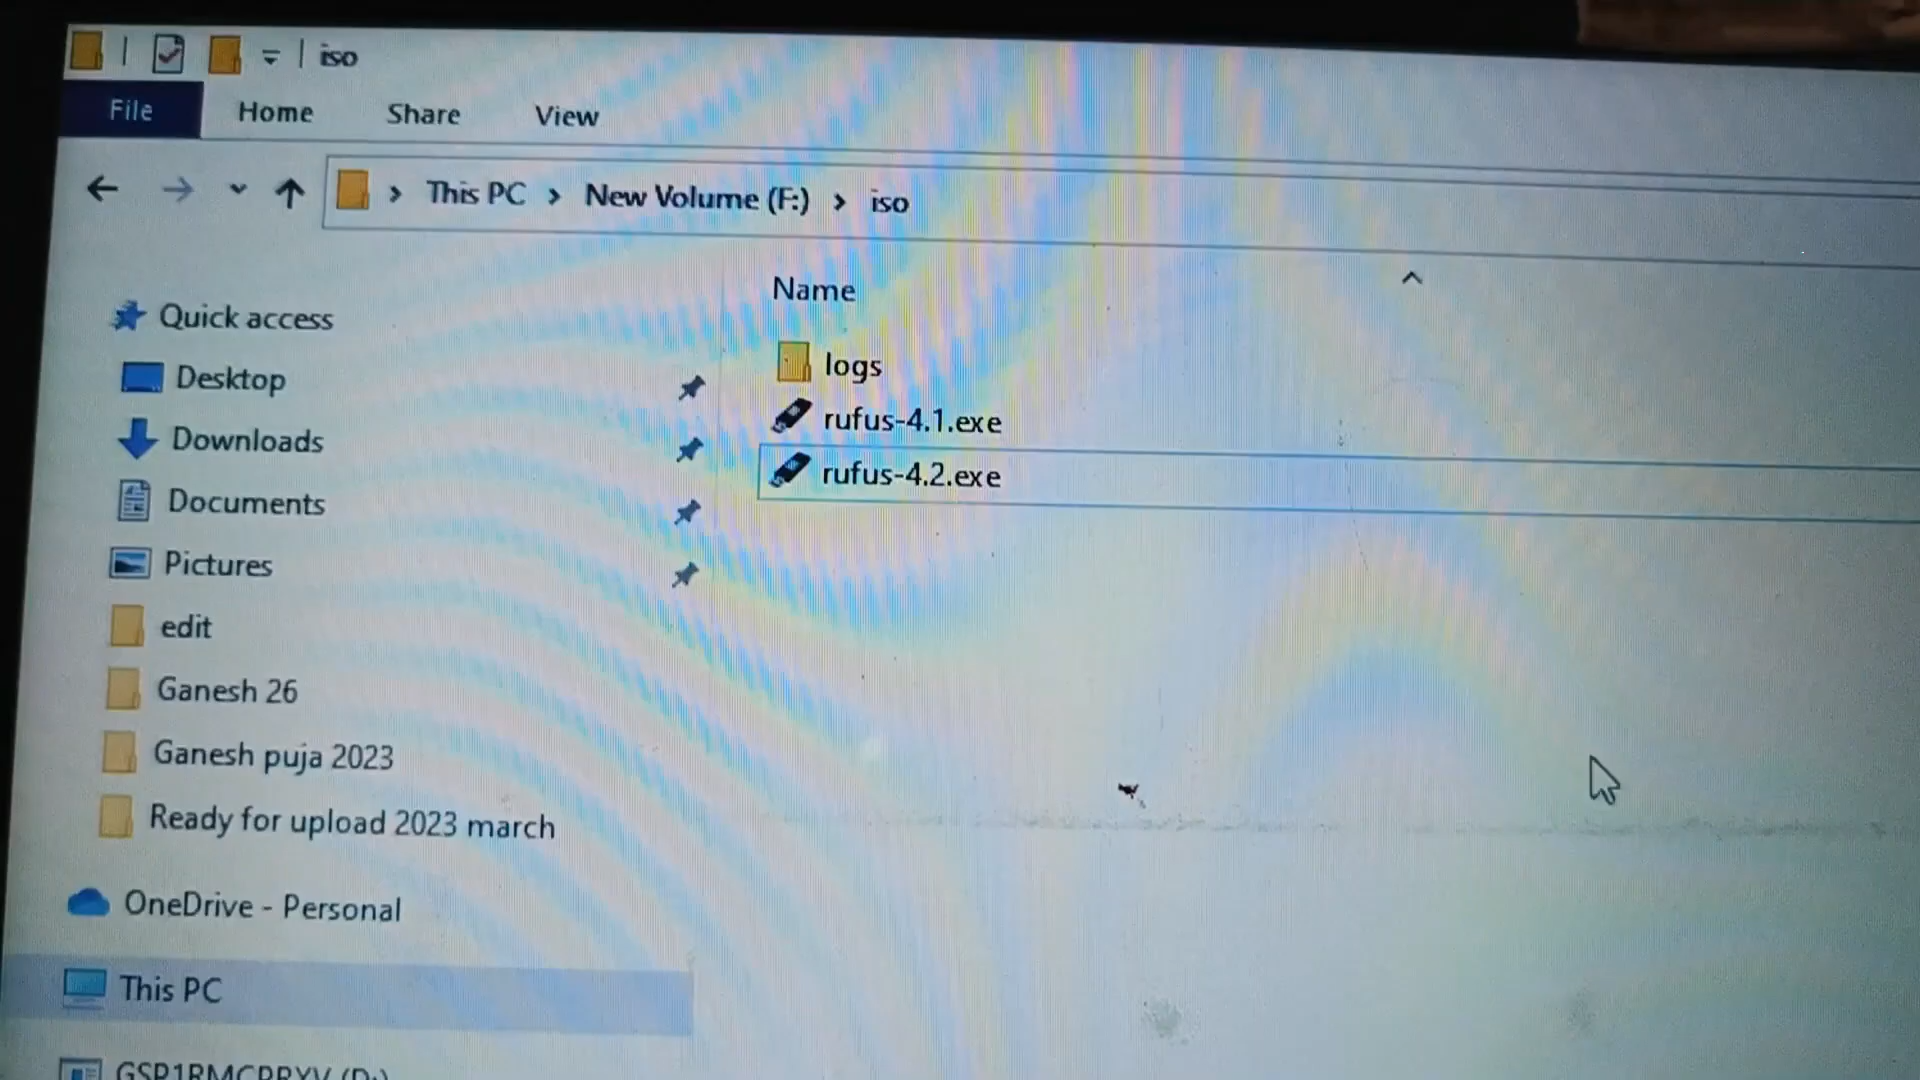 iso
File Home Share View
This PC > New Volume (F:) > iso
Name
logs
rufus-4.1.exe
rufus-4.2.exe
Quick access
Desktop
Downloads
Documents
Pictures
edit
Ganesh 26
Ganesh puja 2023
Ready for upload 2023 march
OneDrive - Personal
This PC